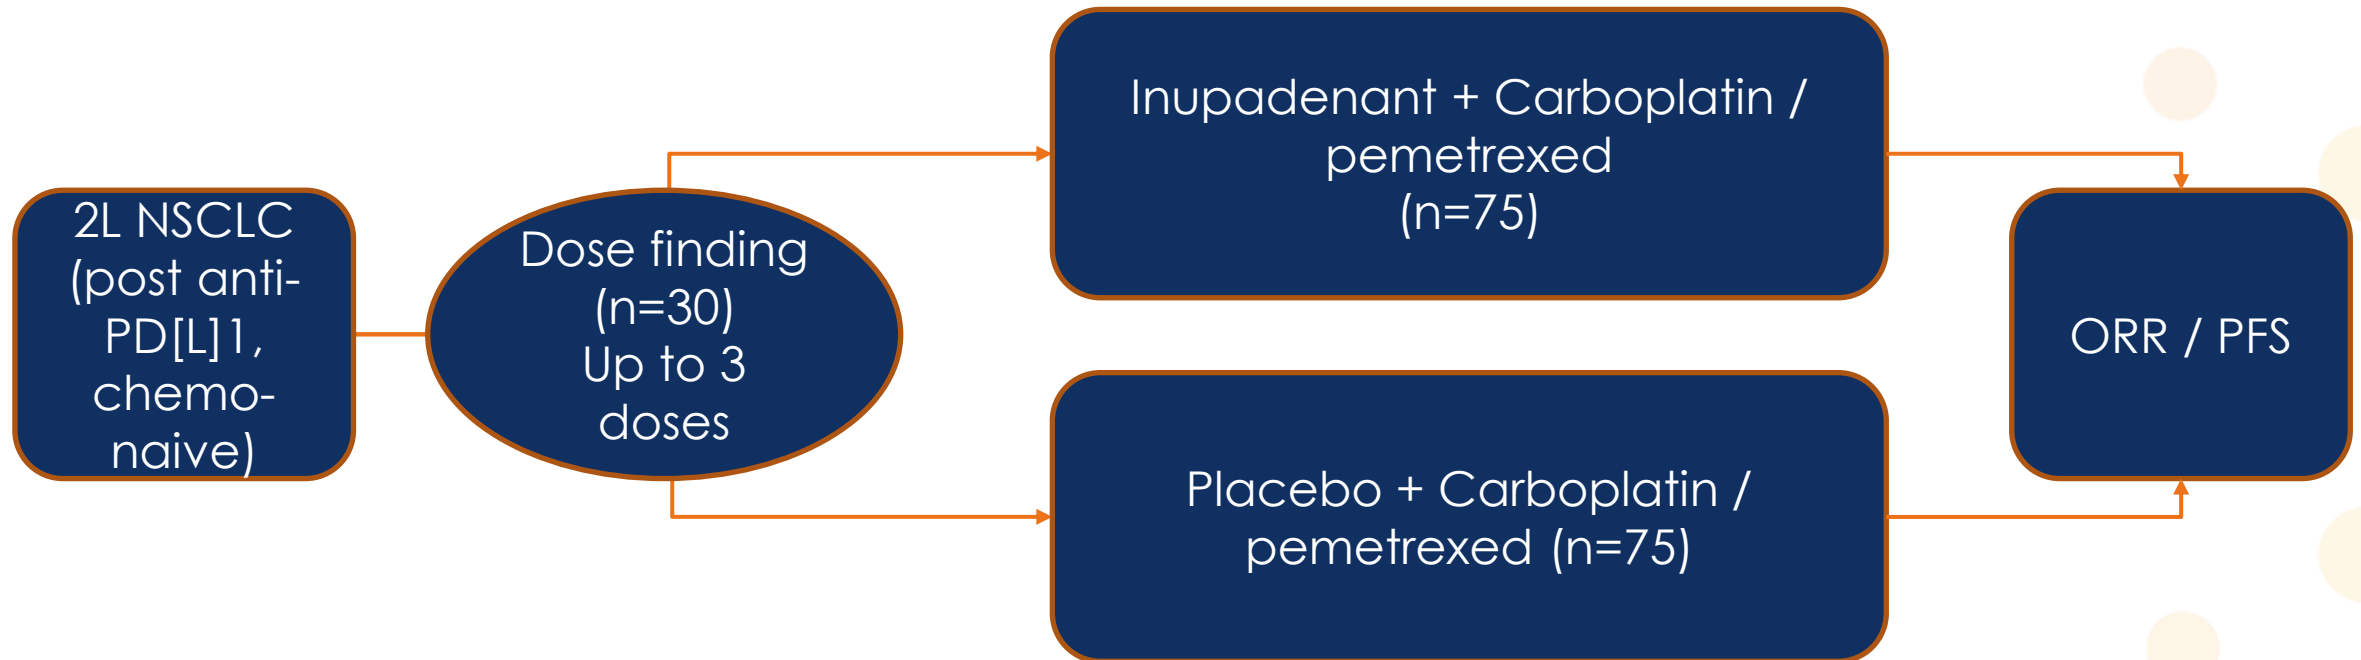 2L NSCLC
(post anti-
PD[L]1,
chemo-
naive)
Dose finding
(n=30)
Up to 3
doses
Inupadenant + Carboplatin /
pemetrexed
(n=75)
Placebo + Carboplatin /
pemetrexed (n=75)
ORR / PFS